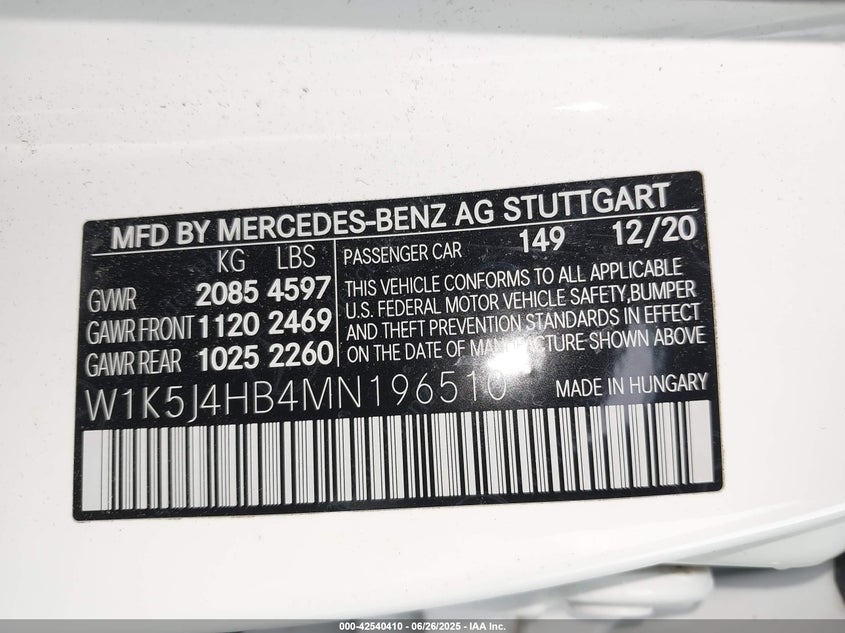 MFD BY MERCEDES-BENZ AG STUTTGART
KG LBS
GVWR 2085 4597
GAWR FRONT 1120 2469
GAWR REAR 1025 2260
PASSENGER CAR 149 12/20
THIS VEHICLE CONFORMS TO ALL APPLICABLE
U.S. FEDERAL MOTOR VEHICLE SAFETY,BUMPER
AND THEFT PREVENTION STANDARDS IN EFFECT
ON THE DATE OF MANUFACTURE SHOWN ABOVE
W1K5J4HB4MN196510
MADE IN HUNGARY
000-42540410 - 06/26/2025 - IAA Inc.